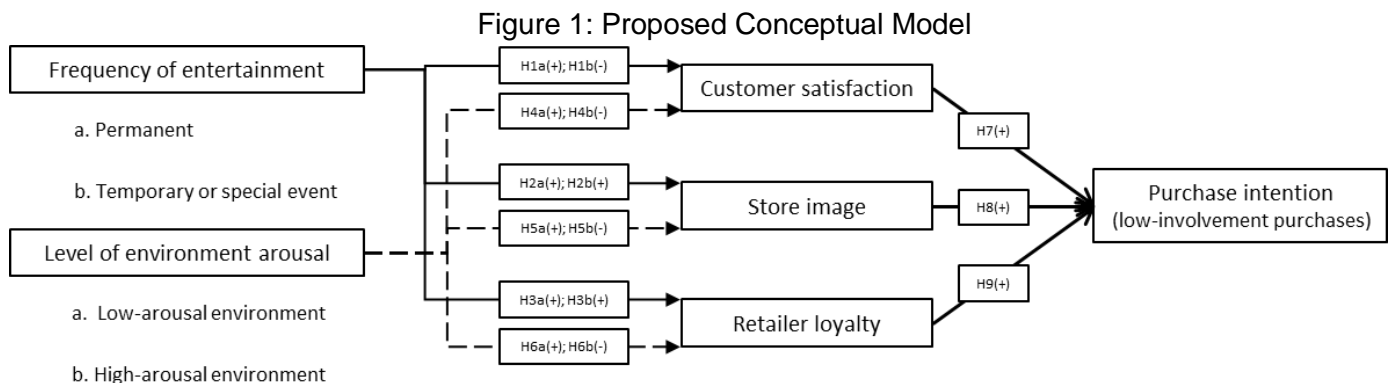 Figure 1: Proposed Conceptual Model
Frequency of entertainment
a. Permanent
b. Temporary or special event
Level of environment arousal
a. Low-arousal environment
b. High-arousal environment
H1a(+); H1b(-)
H4a(+); H4b(-)
H2a(+); H2b(+)
H5a(+); H5b(-)
H3a(+); H3b(+)
H6a(+); H6b(-)
Customer satisfaction
Store image
Retailer loyalty
H7(+)
H8(+)
H9(+)
Purchase intention
(low-involvement purchases)